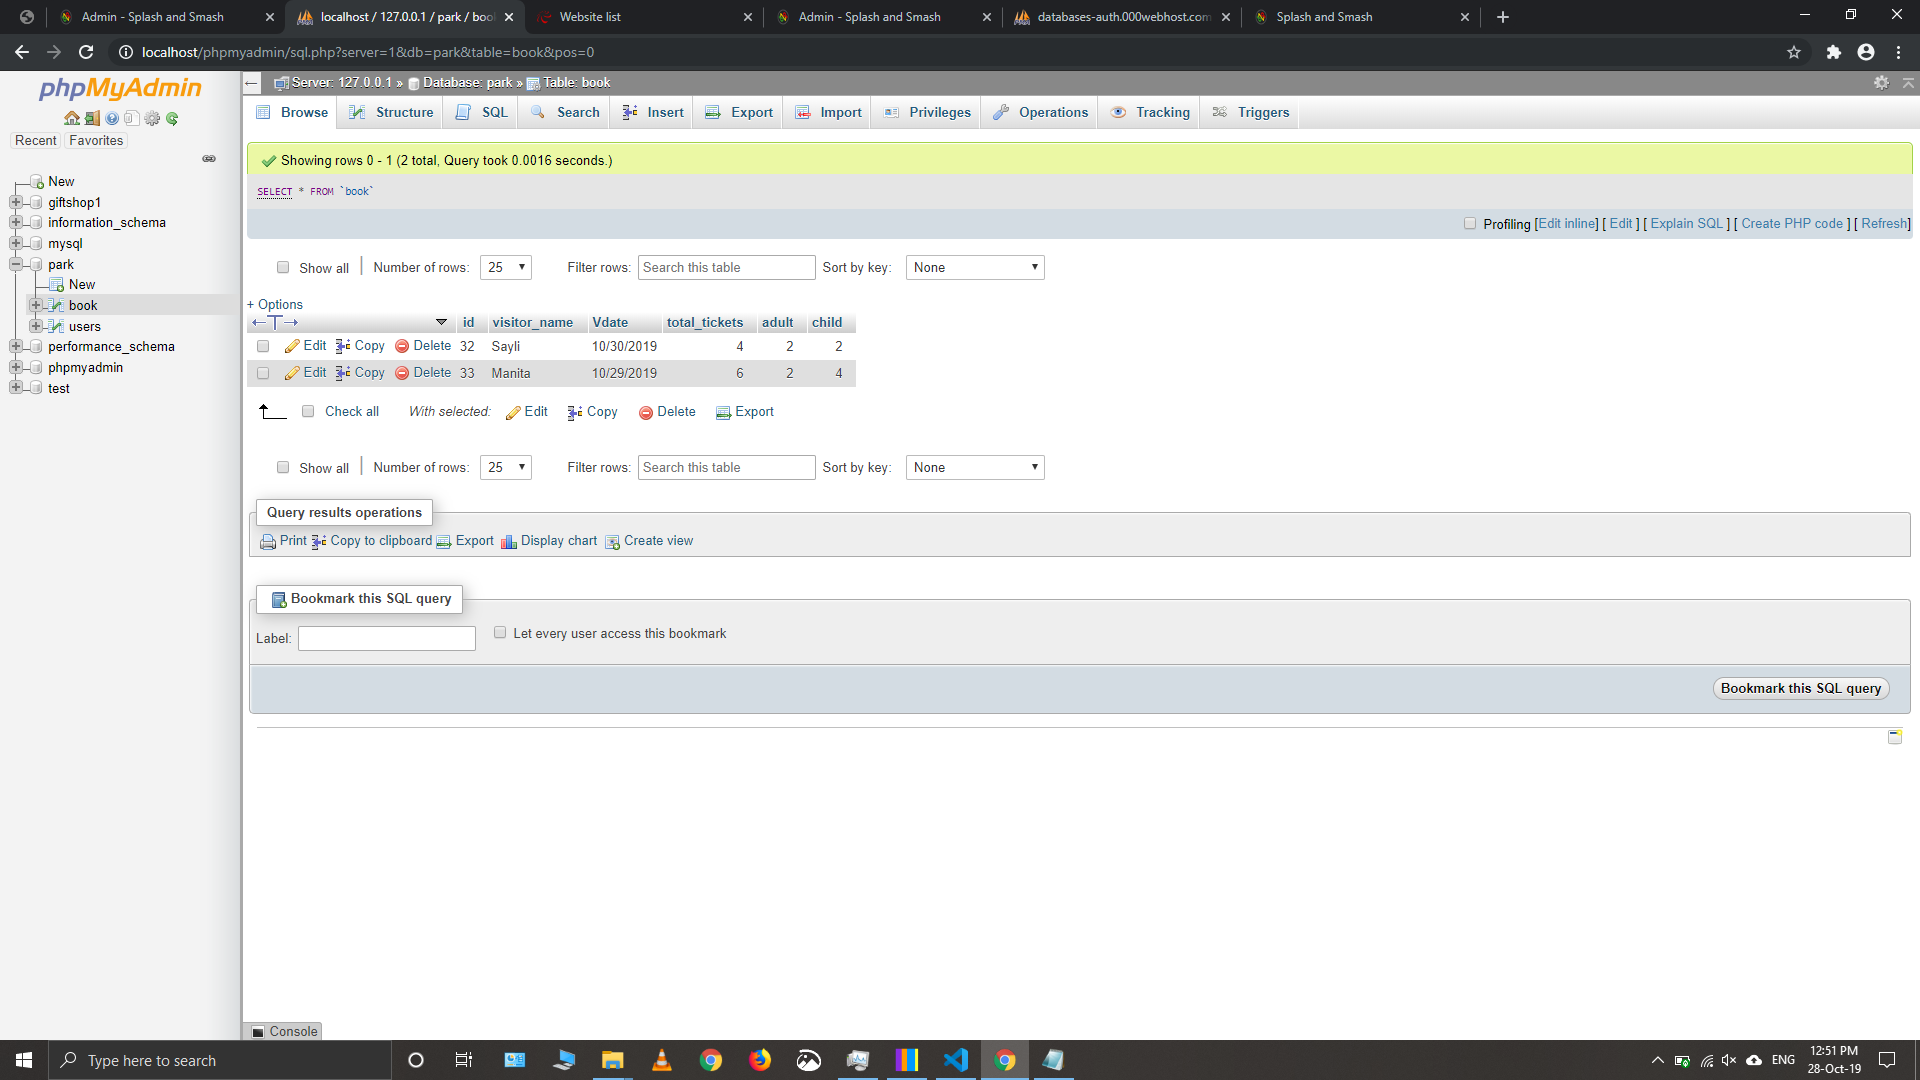 Admin - Splash and Smash
localhost / 127.0.0.1 / park / boo
Website list
Admin - Splash and Smash
databases-auth.000webhost.com
Splash and Smash
localhost/phpmyadmin/sql.php?server=1&db=park&table=book&pos=0
phpMyAdmin
Recent Favorites
New
giftshop1
information_schema
mysql
park
New
book
users
performance_schema
phpmyadmin
test
Server: 127.0.0.1 » Database: park » Table: book
Browse Structure SQL Search Insert Export Import Privileges Operations Tracking Triggers
Showing rows 0 - 1 (2 total, Query took 0.0016 seconds.)
SELECT * FROM `book`
Profiling [Edit inline] [ Edit ] [ Explain SQL ] [ Create PHP code ] [ Refresh]
Show all | Number of rows: 25 Filter rows: Search this table Sort by key: None
+ Options
←T→ id visitor_name Vdate total_tickets adult child
Edit Copy Delete 32 Sayli 10/30/2019 4 2 2
Edit Copy Delete 33 Manita 10/29/2019 6 2 4
Check all With selected: Edit Copy Delete Export
Show all | Number of rows: 25 Filter rows: Search this table Sort by key: None
Query results operations
Print Copy to clipboard Export Display chart Create view
Bookmark this SQL query
Label: Let every user access this bookmark
Bookmark this SQL query
Console
Type here to search
ENG
12:51 PM
28-Oct-19